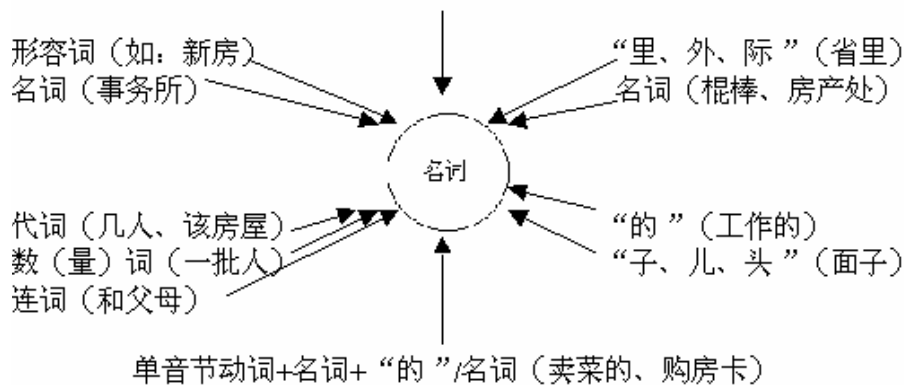 形容词（如：新房）
名词（事务所）
“里、外、际 ”（省里）
名词（棍棒、房产处）
名词
代词（几人、该房屋）
数（量）词（一批人）
连词（和父母）
“的 ”（工作的）
“子、儿、头 ”（面子）
单音节动词+名词+“的 ”/名词（卖菜的、购房卡）